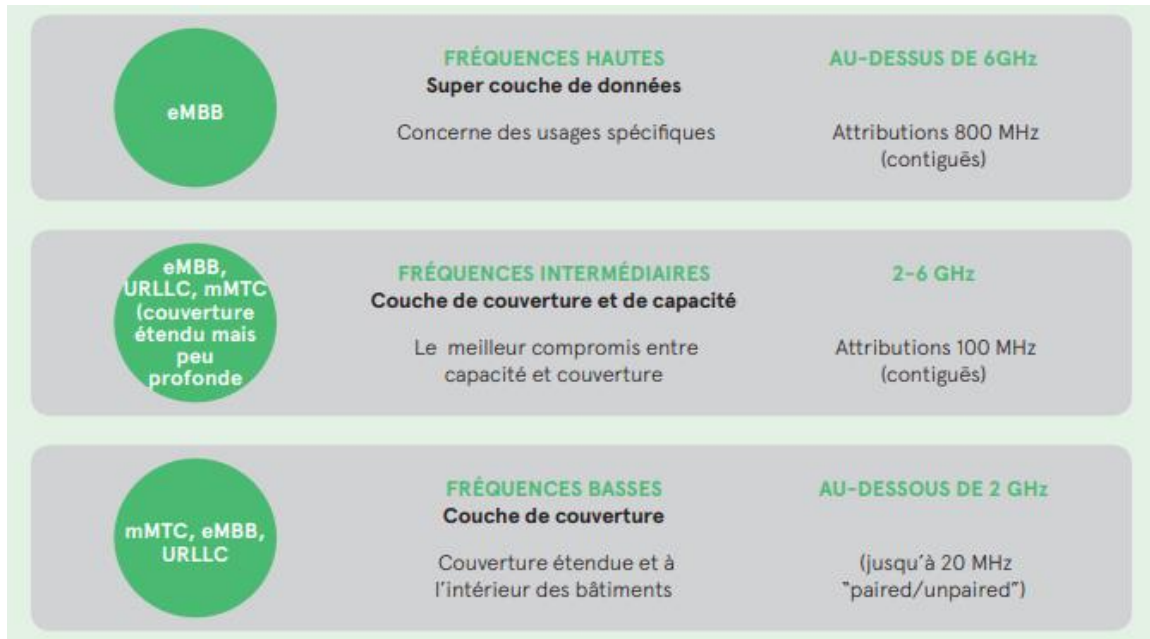 eMBB
FRÉQUENCES HAUTES
Super couche de données
Concerne des usages spécifiques
AU-DESSUS DE 6GHz
Attributions 800 MHz
(contiguës)
eMBB,
URLLC, mMTC
(couverture
étendu mais
peu
profonde
FRÉQUENCES INTERMÉDIAIRES
Couche de couverture et de capacité
Le meilleur compromis entre
capacité et couverture
2-6 GHz
Attributions 100 MHz
(contiguës)
mMTC, eMBB,
URLLC
FRÉQUENCES BASSES
Couche de couverture
Couverture étendue et à
l'intérieur des bâtiments
AU-DESSOUS DE 2 GHz
(jusqu'à 20 MHz
"paired/unpaired")